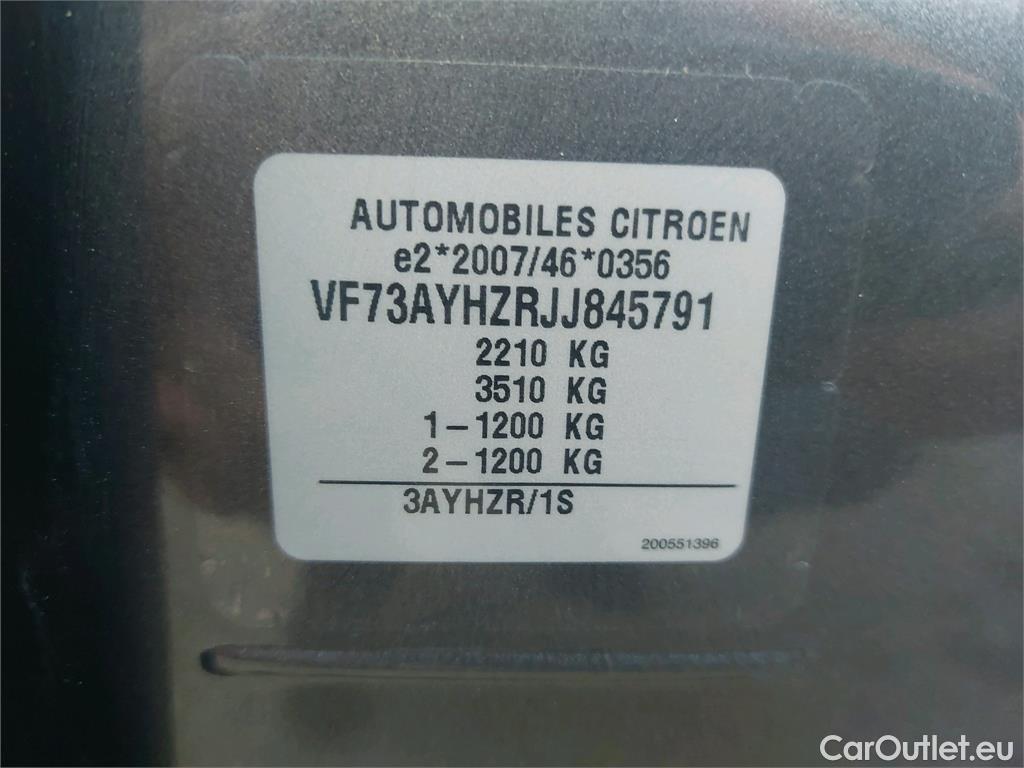 AUTOMOBILES CITROEN
e2*2007/46*0356
VF73AYHZRJJ845791
2210 KG
3510 KG
1-1200 KG
2-1200 KG
3AYHZR/1S
200551396
CarOutlet.eu